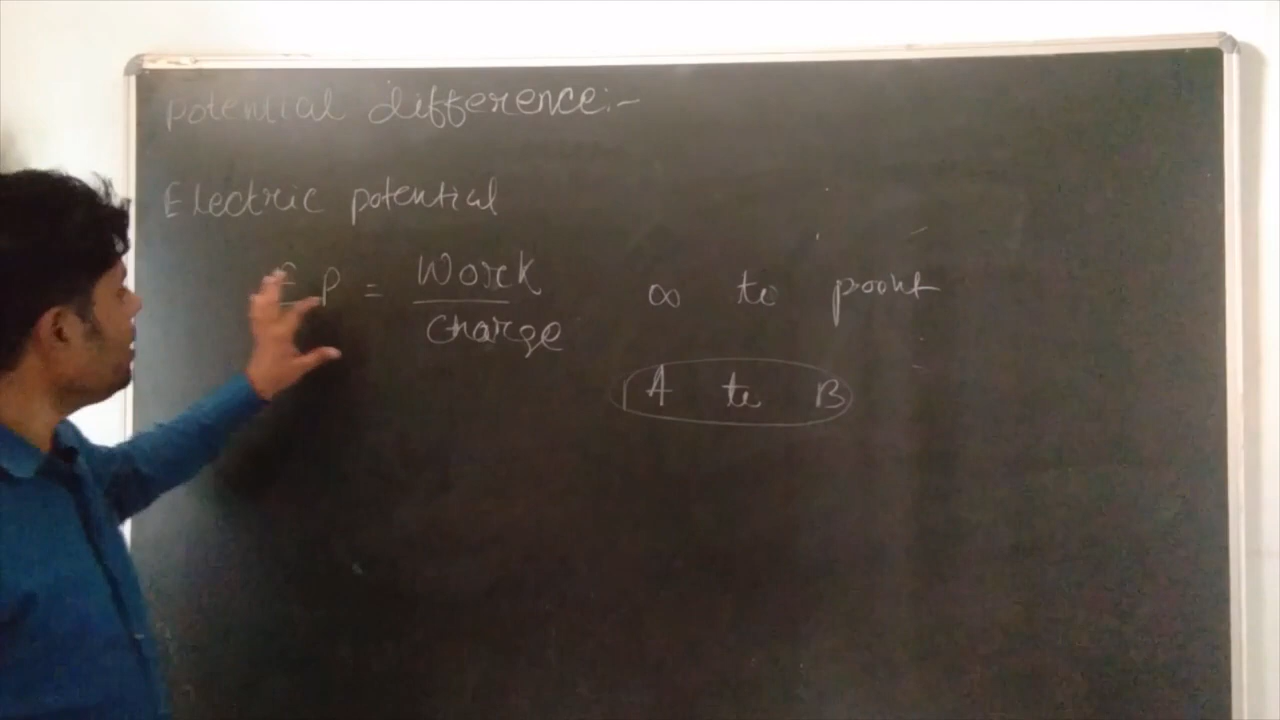 Potential difference:-
Electric potential
E P = Work / Charge ∞ to point
A to B